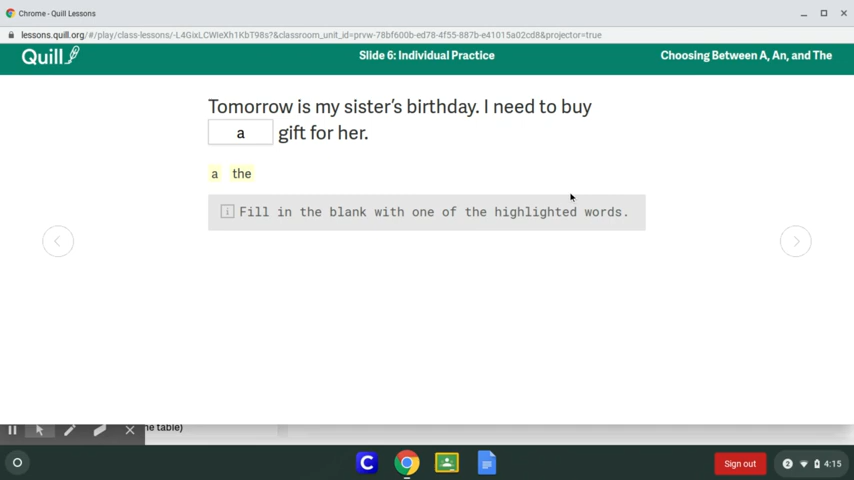 Chrome - Quill Lessons
lessons.quill.org/#/play/class-lessons/-L4GixLCWIeXh1KbT98s?&classroom_unit_id=prvw-78bf600b-ed78-4f55-887b-e41015a02cd8&projector=true
Quill Slide 6: Individual Practice Choosing Between A, An, and The
Tomorrow is my sister's birthday. I need to buy
a gift for her.
a the
Fill in the blank with one of the highlighted words.
table)
Sign out 2 4:15